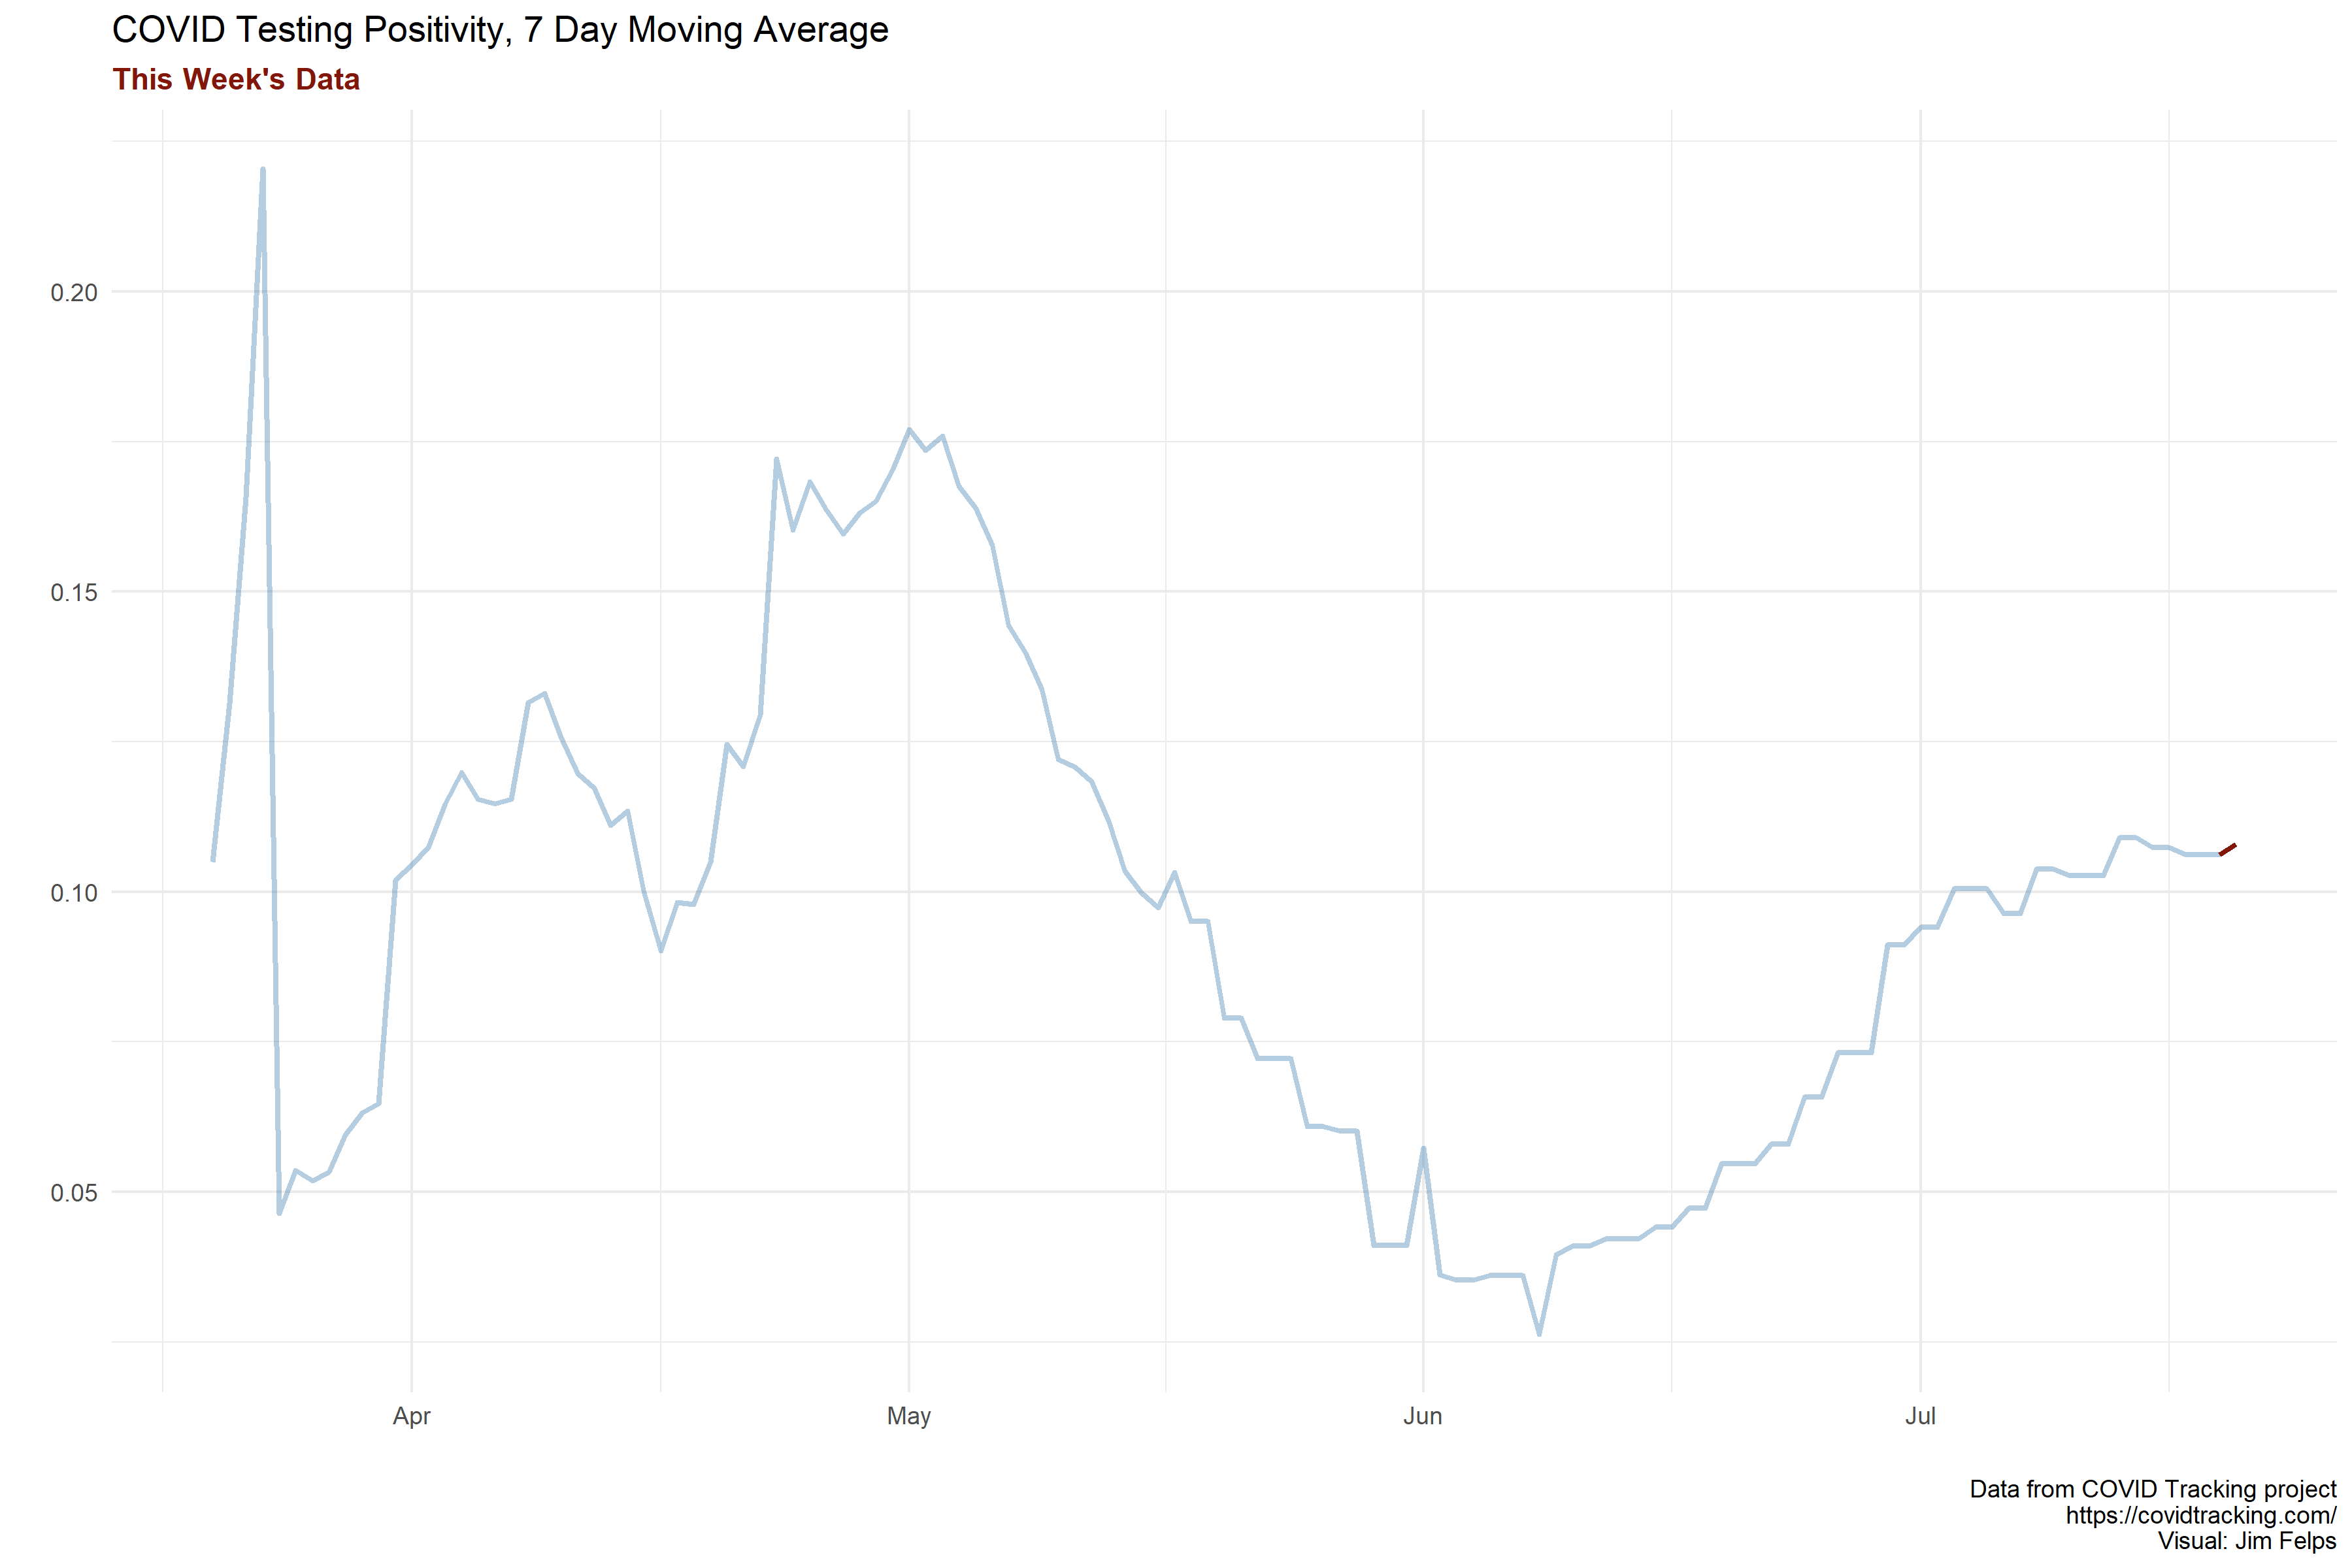 COVID Testing Positivity, 7 Day Moving Average
This Week's Data
0.20
0.15
0.10
0.05
Apr May Jun Jul
Data from COVID Tracking project
https://covidtracking.com/
Visual: Jim Felps